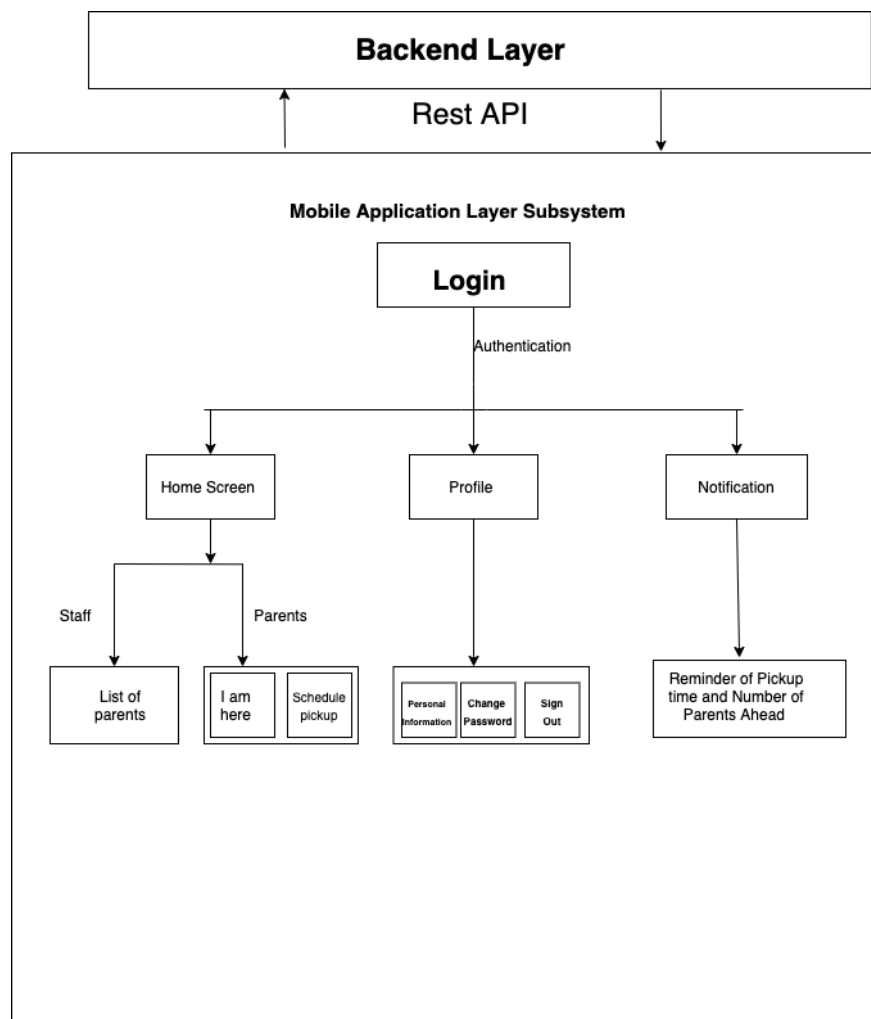 Backend Layer
Rest API
Mobile Application Layer Subsystem
Login
Authentication
Home Screen
Profile
Notification
Staff
Parents
List of
parents
I am
here
Schedule
pickup
Personal
Information
Change
Password
Sign
Out
Reminder of Pickup
time and Number of
Parents Ahead